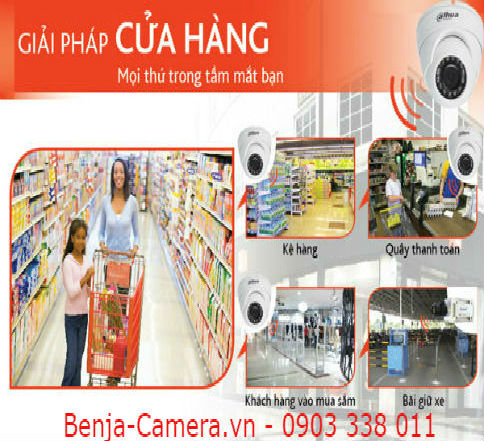 GIẢI PHÁP CỬA HÀNG
Mọi thứ trong tầm mắt bạn
alhua
Kệ hàng
Quầy thanh toán
Khách hàng vào mua sắm
Bãi giữ xe
Benja-Camera.vn - 0903 338 011